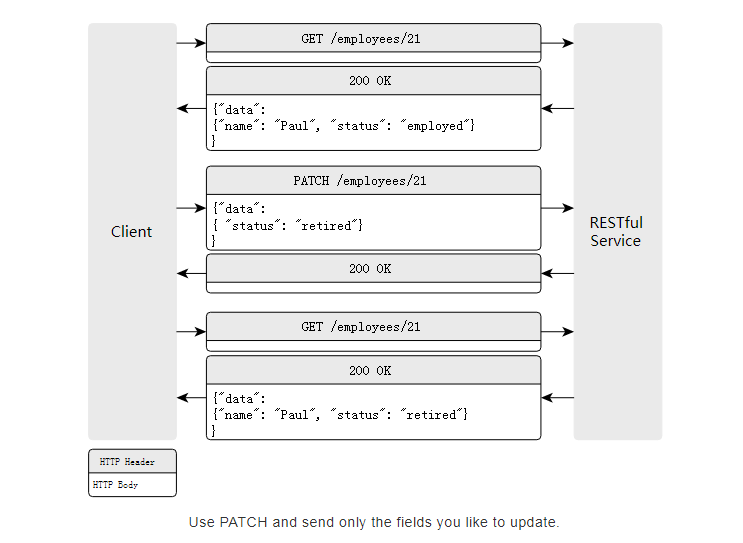 GET /employees/21
200 OK
{"data":
{"name": "Paul", "status": "employed"}
}
PATCH /employees/21
{"data":
{ "status": "retired"}
}
Client
RESTful
Service
200 OK
GET /employees/21
200 OK
{"data":
{"name": "Paul", "status": "retired"}
}
HTTP Header
HTTP Body
Use PATCH and send only the fields you like to update.